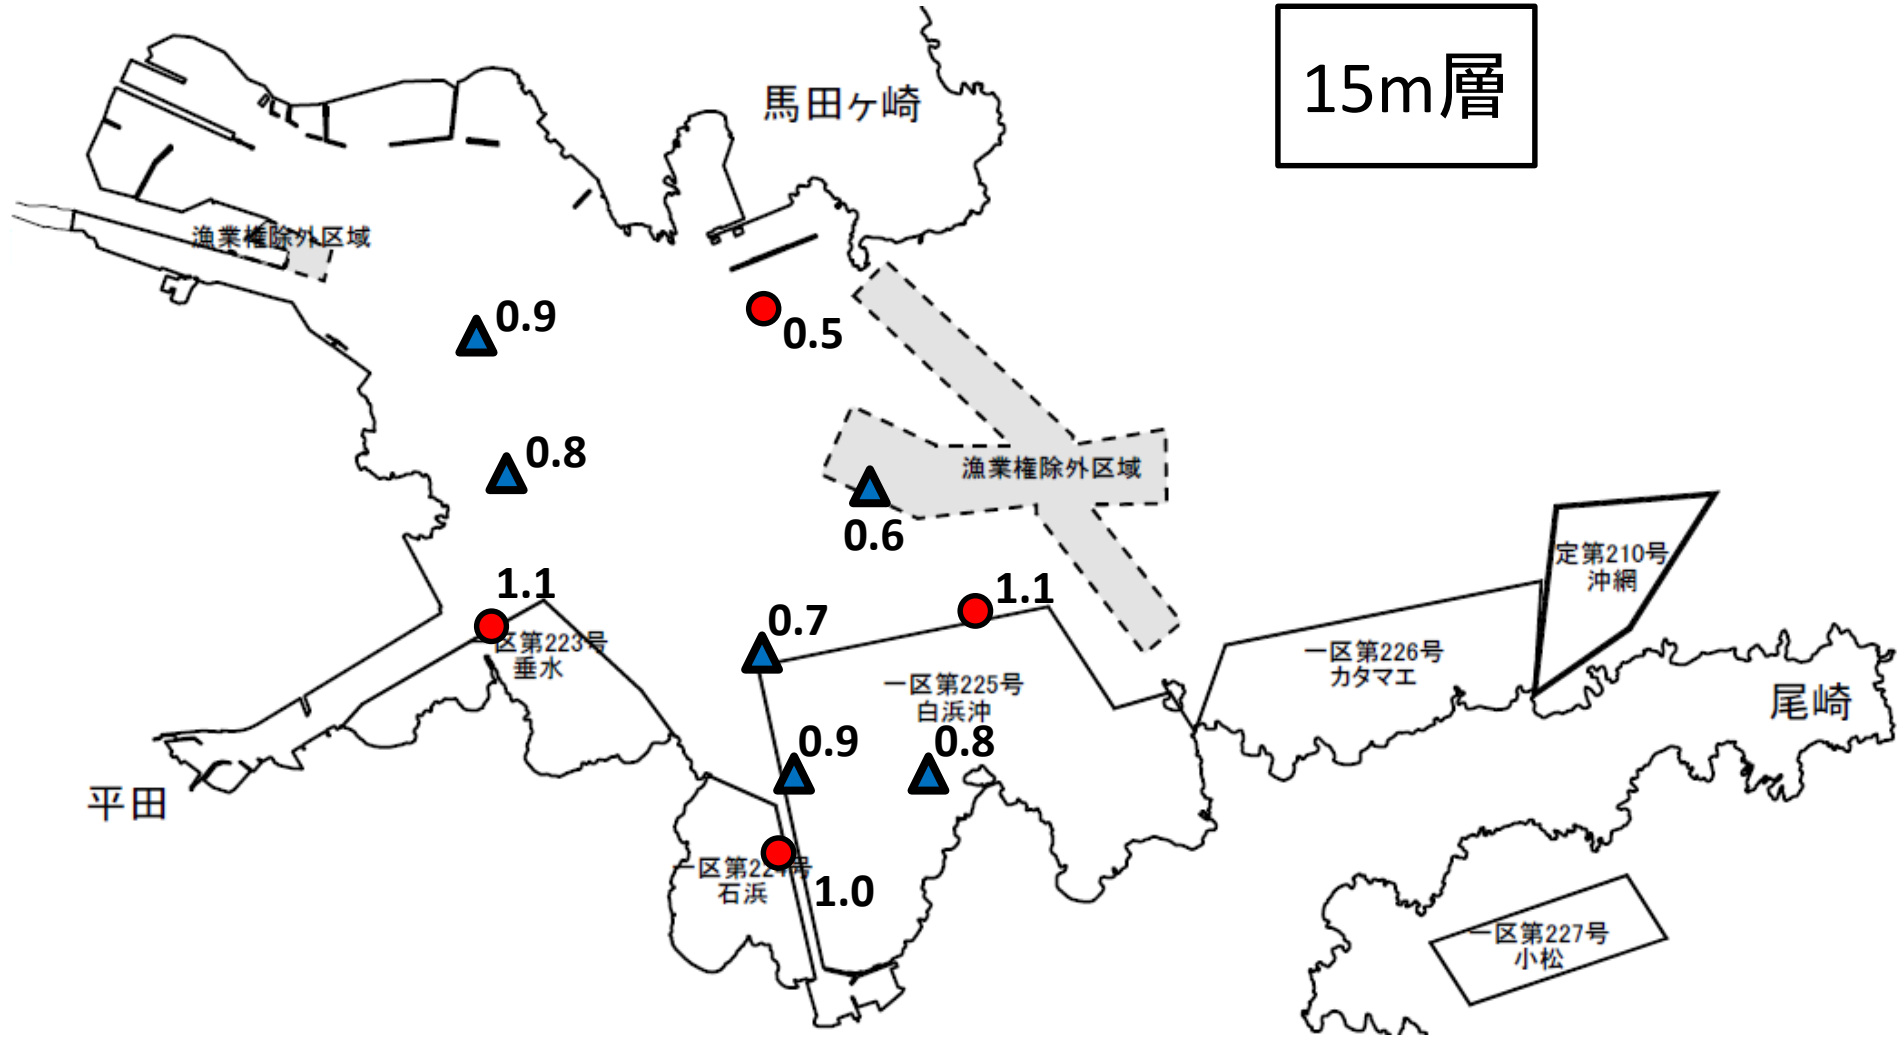 15m層
馬田ヶ崎
漁業権除外区域
0.9
0.5
0.8
漁業権除外区域
0.6
定第210号
沖網
1.1
1.1
0.7
区第223号
垂水
一区第226号
カタマエ
一区第225号
白浜沖
尾崎
0.9
0.8
平田
一区第224号
石浜
1.0
一区第227号
小松